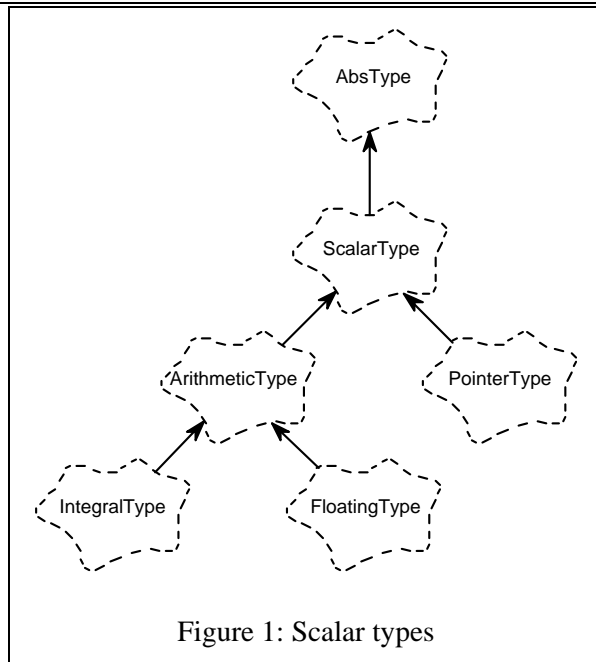 AbsType
ScalarType
ArithmeticType
PointerType
IntegralType
FloatingType
Figure 1: Scalar types